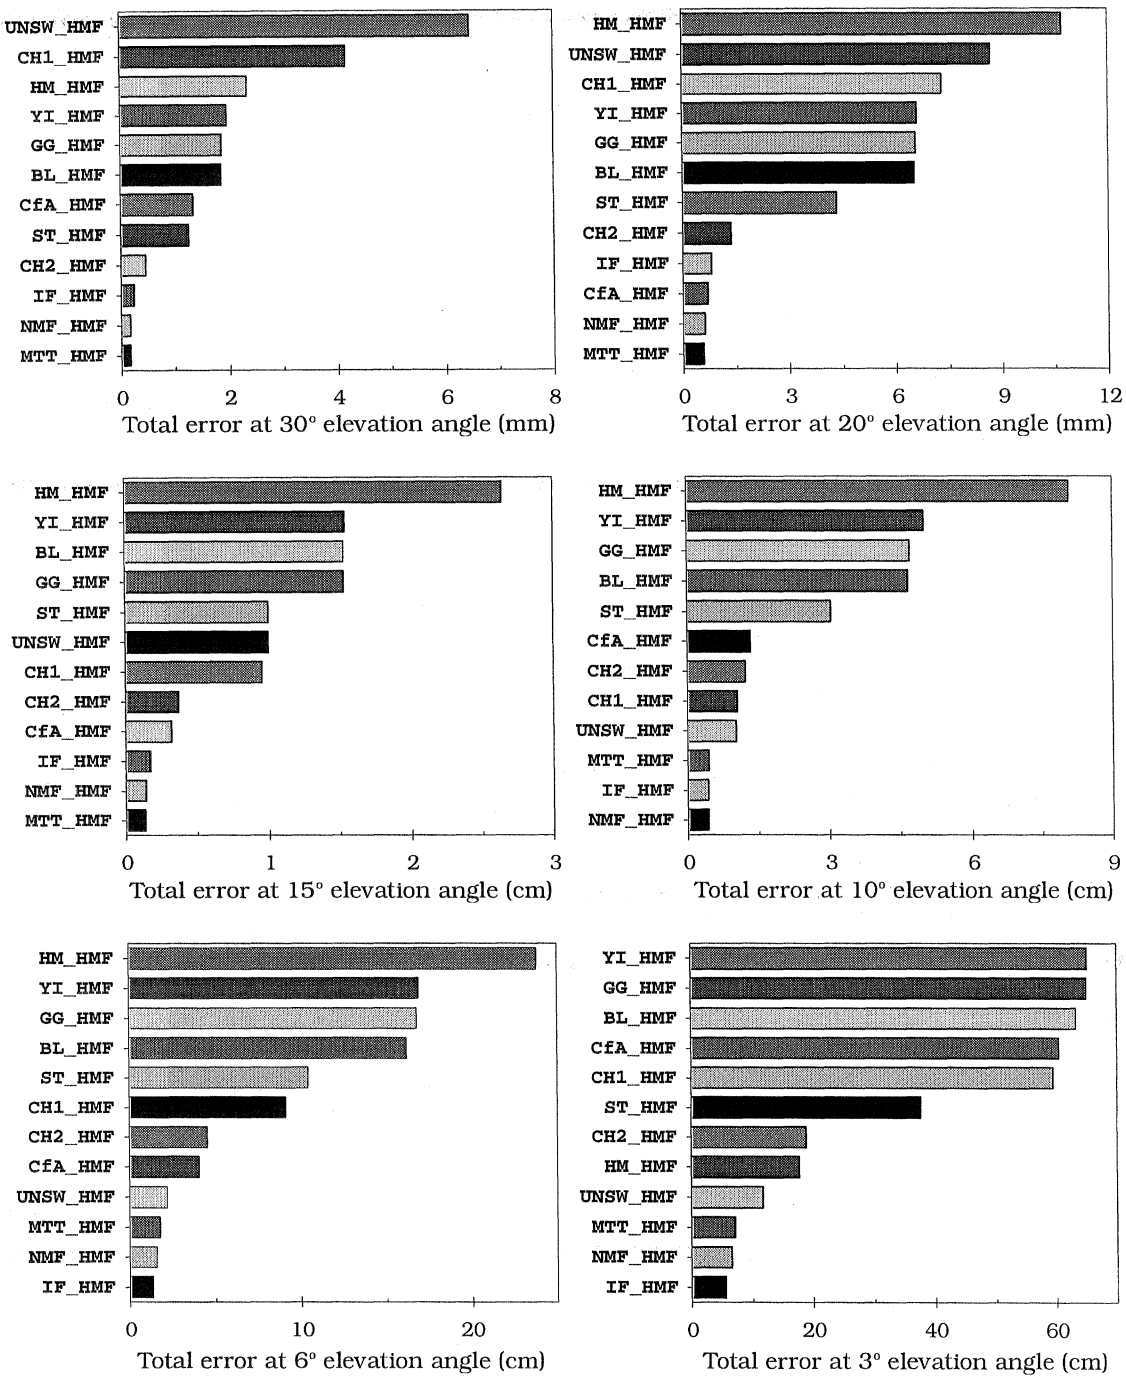 UNSW_HMF
CH1_HMF
HM_HMF
YI_HMF
GG_HMF
BL_HMF
CfA_HMF
ST_HMF
CH2_HMF
IF_HMF
NMF_HMF
MTT_HMF
0 2 4 6 8
Total error at 30° elevation angle (mm)
HM_HMF
UNSW_HMF
CH1_HMF
YI_HMF
GG_HMF
BL_HMF
ST_HMF
CH2_HMF
IF_HMF
CfA_HMF
NMF_HMF
MTT_HMF
0 3 6 9 12
Total error at 20° elevation angle (mm)
HM_HMF
YI_HMF
BL_HMF
GG_HMF
ST_HMF
UNSW_HMF
CH1_HMF
CH2_HMF
CfA_HMF
IF_HMF
NMF_HMF
MTT_HMF
0 1 2 3
Total error at 15° elevation angle (cm)
HM_HMF
YI_HMF
GG_HMF
BL_HMF
ST_HMF
CfA_HMF
CH2_HMF
CH1_HMF
UNSW_HMF
MTT_HMF
IF_HMF
NMF_HMF
0 3 6 9
Total error at 10° elevation angle (cm)
HM_HMF
YI_HMF
GG_HMF
BL_HMF
ST_HMF
CH1_HMF
CH2_HMF
CfA_HMF
UNSW_HMF
MTT_HMF
NMF_HMF
IF_HMF
0 10 20
Total error at 6° elevation angle (cm)
YI_HMF
GG_HMF
BL_HMF
CfA_HMF
CH1_HMF
ST_HMF
CH2_HMF
HM_HMF
UNSW_HMF
MTT_HMF
NMF_HMF
IF_HMF
0 20 40 60
Total error at 3° elevation angle (cm)